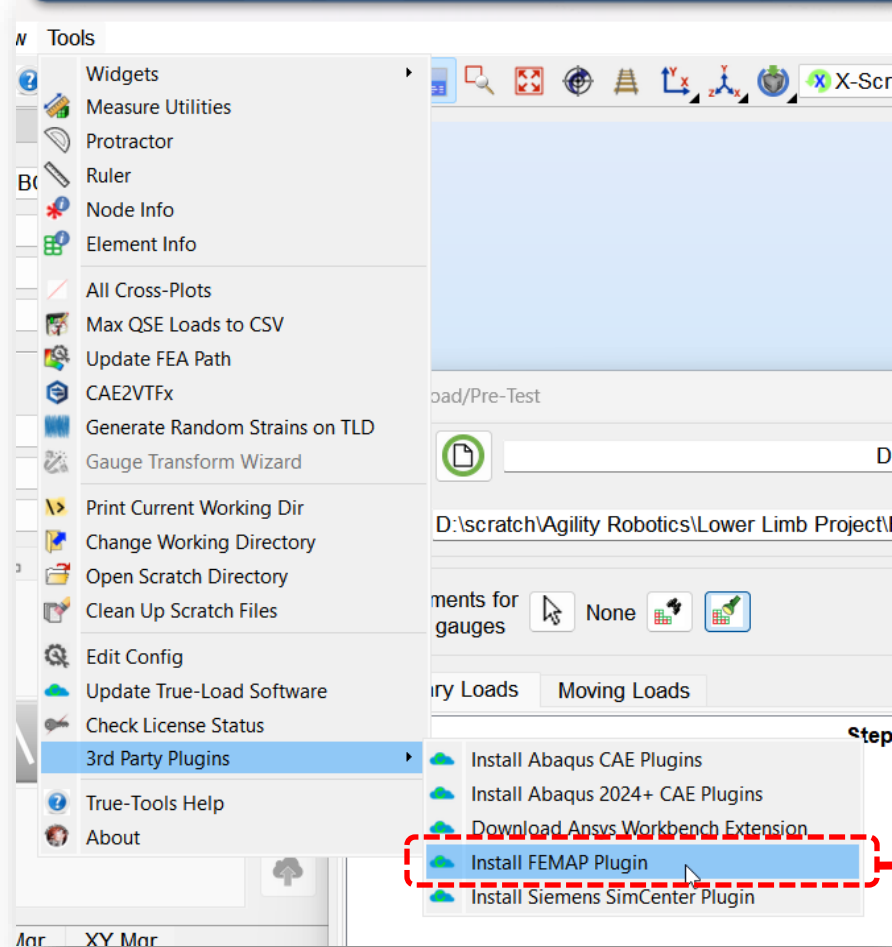 Tools
Widgets
Measure Utilities
Protractor
Ruler
Node Info
Element Info
All Cross-Plots
Max QSE Loads to CSV
Update FEA Path
CAE2VTFx
Generate Random Strains on TLD
Gauge Transform Wizard
Print Current Working Dir
Change Working Directory
Open Scratch Directory
Clean Up Scratch Files
Edit Config
Update True-Load Software
Check License Status
3rd Party Plugins
True-Tools Help
About
X-Scr
oad/Pre-Test
D
D:\scratch\Agility Robotics\Lower Limb Project\
ments for
gauges
None
ry Loads
Moving Loads
Step
Install Abaqus CAE Plugins
Install Abaqus 2024+ CAE Plugins
Download Ansys Workbench Extension
Install FEMAP Plugin
Install Siemens SimCenter Plugin
XY Mgr